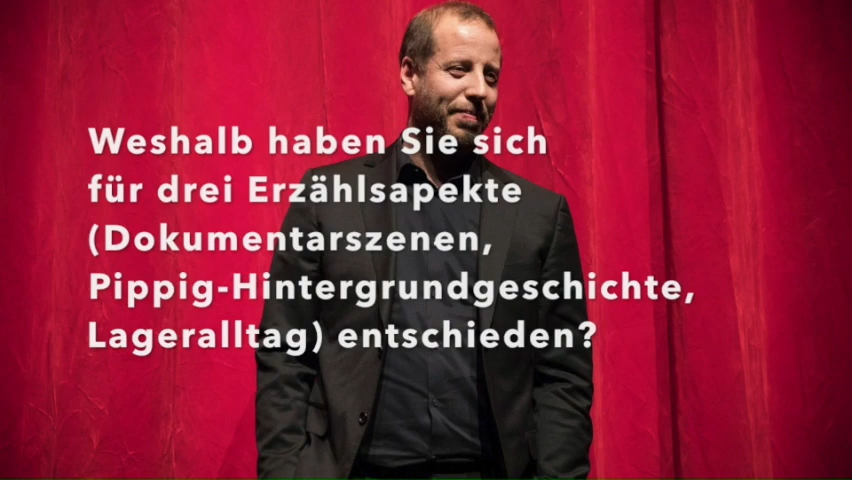 Weshalb haben Sie sich
für drei Erzählsapekte
(Dokumentarszenen,
Pippig-Hintergrundgeschichte,
Lageralltag) entschieden?